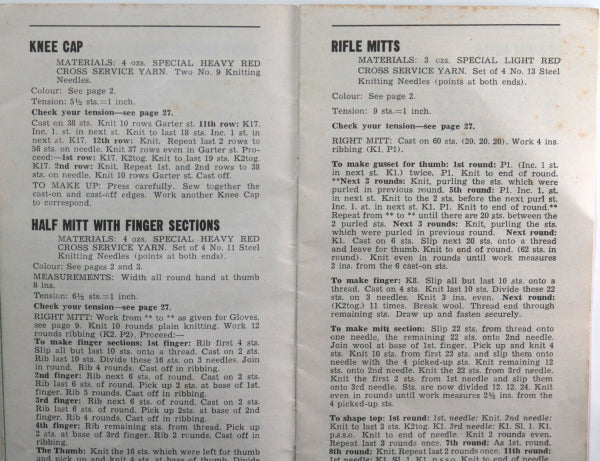 KNEE CAP
MATERIALS: 4 ozs. SPECIAL HEAVY RED
CROSS SERVICE YARN. Two No. 9 Knitting
Needles.
Colour: See page 2.
Tension: 5½ sts.=1 inch.
Check your tension—see page 27.
Cast on 38 sts. Knit 10 rows Garter st. 11th row: K17.
Inc. 1 st. in next st. Knit to last 18 sts. Inc. 1 st. in
next st. K17. 12th row: Knit. Repeat last 2 rows to
56 sts. on needle. Knit 37 rows even in Garter st. Pro-
ceed:—1st row: K17. K2tog. Knit to last 19 sts. K2tog.
K17. 2nd row: Knit. Repeat 1st. and 2nd rows to 38
sts. on needle. Knit 10 rows Garter st. Cast off.
TO MAKE UP: Press carefully. Sew together the
cast-on and cast-off edges. Work another Knee Cap
to correspond.
HALF MITT WITH FINGER SECTIONS
MATERIALS: 4 ozs. SPECIAL HEAVY RED
CROSS SERVICE YARN. Set of 4 No. 11 Steel
Knitting Needles (points at both ends).
Colour: See pages 2 and 3.
MEASUREMENTS: Width all round hand at thumb
8 ins.
Tension: 6½ sts.=1 inch.
Check your tension—see page 27.
RIGHT MITT: Work from ** to ** as given for Gloves,
see page 9. Knit 10 rounds plain knitting. Work 12
rounds ribbing (K2. P2). Proceed:—
To make finger sections: 1st finger: Rib first 4 sts.
Slip all but last 10 sts. onto a thread. Cast on 2 sts.
Rib last 10 sts. Divide these 16 sts. on 3 needles. Join
in round. Rib 4 rounds. Cast off in ribbing.
2nd finger: Rib next 6 sts. of round. Cast on 2 sts.
Rib last 6 sts. of round. Pick up 2 sts. at base of 1st.
finger. Rib 5 rounds. Cast off in ribbing.
3rd finger: Rib next 6 sts. of round. Cast on 2 sts.
Rib last 6 sts. of round. Pick up 2sts. at base of 2nd
finger. Rib 4 rounds. Cast off in ribbing.
4th finger: Rib remaining sts. from thread. Pick up
2 sts. at base of 3rd finger. Rib 2 rounds. Cast off in
ribbing.
The Thumb: Knit the 16 sts. which were left for thumb
and pick up and knit 4 sts. at base of thumb. Divide
RIFLE MITTS
MATERIALS: 3 ozs. SPECIAL LIGHT RED
CROSS SERVICE YARN. Set of 4 No. 13 Steel
Knitting Needles (points at both ends).
Colour: See page 2.
Tension: 9 sts.=1 inch.
Check your tension—see page 27.
RIGHT MITT: Cast on 60 sts. (20. 20. 20). Work 4 ins.
ribbing (K1. P1).
To make gusset for thumb: 1st round: P1. (Inc. 1 st.
in next st. K1.) twice. P1. Knit to end of round.
**Next 3 rounds: Knit, purling the sts. which were
purled in previous round. 5th round: P1. Inc. 1 st.
in next st. Knit to the 2 sts. before the next purl st.
Inc. 1 st. in next st. K1. P1. Knit to end of round.**
Repeat from ** to ** until there are 20 sts. between the
2 purled sts. Next 3 rounds: Knit, purling the sts.
which were purled in previous round. Next round:
K1. Cast on 6 sts. Slip next 20 sts. onto a thread
and leave for thumb. Knit to end of round. (62 sts. in
round). Knit even in rounds until work measures
2 ins. from the 6 cast-on sts.
To make finger: K8. Slip all but last 10 sts. onto a
thread. Cast on 4 sts. Knit last 10 sts. Divide these 22
sts. on 3 needles. Knit 3 ins. even. Next round:
(K2tog.) 11 times. Break wool. Thread end through
remaining sts. Draw up and fasten securely.
To make mitt section: Slip 22 sts. from thread onto
one needle, the remaining 22 sts. onto 2nd needle.
Join wool at base of 1st finger. Pick up and knit 4
sts. Knit 10 sts. from first 22 sts. and slip them onto
needle with the 4 picked-up sts. Knit remaining 12
sts. onto 2nd needle. Knit the 22 sts. from 3rd needle.
Knit the first 2 sts. from 1st needle and slip them
onto 3rd needle. Sts. are now divided 12. 12. 24. Knit
even in rounds until work measures 2½ ins. from the
4 picked-up sts.
To shape top: 1st round: 1st needle: Knit. 2nd needle:
Knit to last 3 sts. K2tog. K1. 3rd needle: K1. Sl. 1. K1.
p.s.s.o. Knit to end of needle. Knit 2 rounds even.
Repeat last 3 rounds once. 7th round: As 1st round.
8th round: Knit. Repeat last 2 rounds once. 11th round:
1st needle: K1. Sl. 1. K1. p.s.s.o. Knit to end of needle.